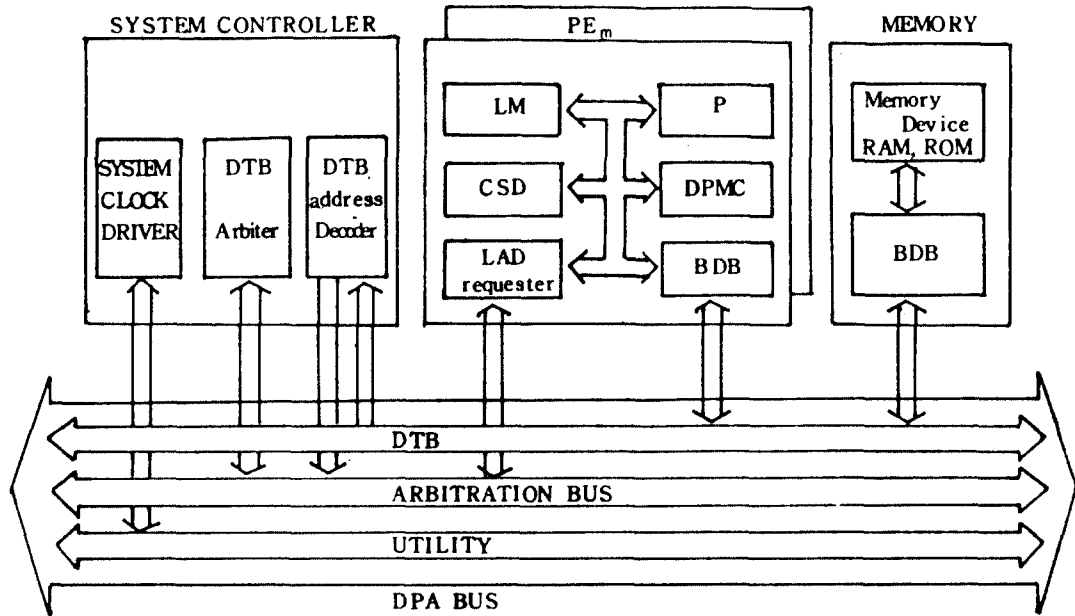 SYSTEM CONTROLLER
SYSTEM
CLOCK
DRIVER
DTB
Arbiter
DTB
address
Decoder
PEm
LM
P
CSD
DPMC
LAD
requester
BDB
MEMORY
Memory
Device
RAM, ROM
BDB
DTB
ARBITRATION BUS
UTILITY
DPA BUS